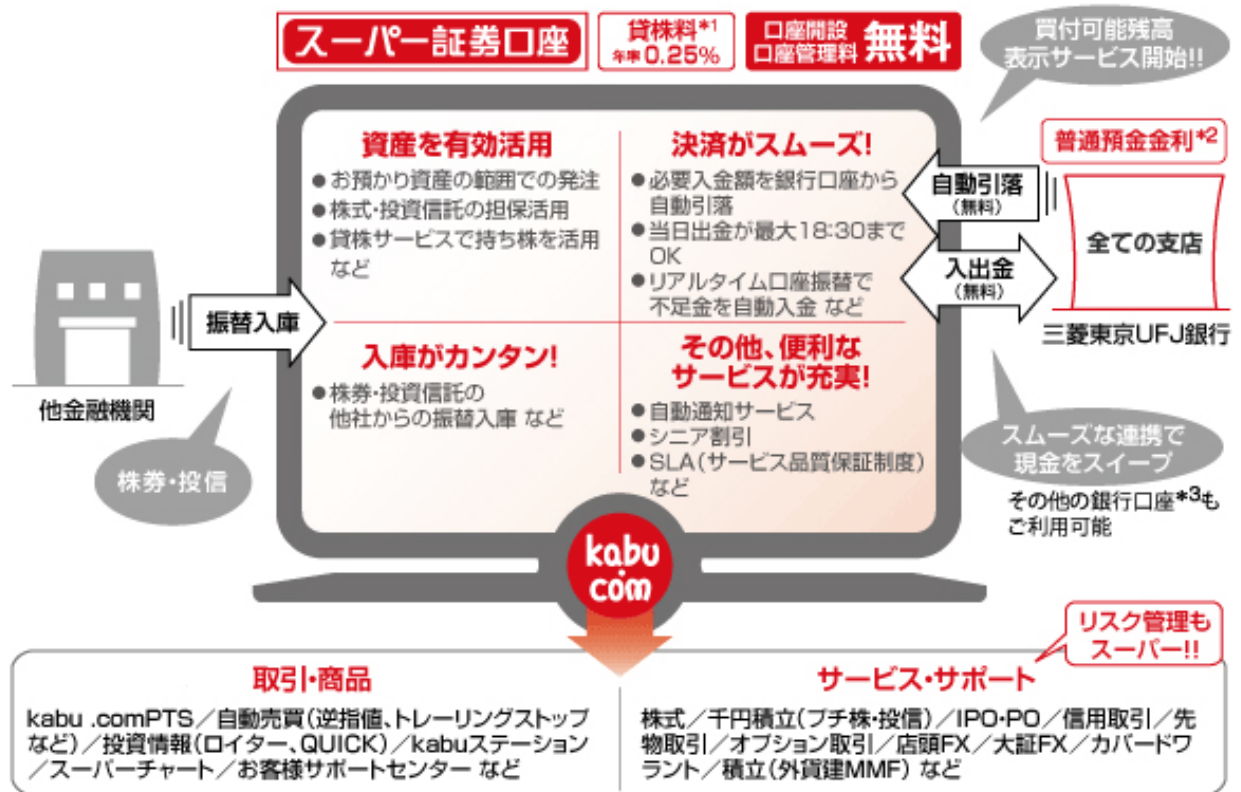 スーパー証券口座
貸株料*1
年率0.25%
口座開設
口座管理料
無料
買付可能残高
表示サービス開始!!
資産を有効活用
●お預かり資産の範囲での発注
●株式・投資信託の担保活用
●貸株サービスで持ち株を活用
など
決済がスムーズ!
●必要入金額を銀行口座から
自動引落
●当日出金が最大18:30まで
OK
●リアルタイム口座振替で
不足金を自動入金 など
普通預金金利*2
自動引落
(無料)
全ての支店
入出金
(無料)
三菱東京UFJ銀行
振替入庫
他金融機関
株券・投信
入庫がカンタン!
●株券・投資信託の
他社からの振替入庫 など
その他、便利な
サービスが充実!
●自動通知サービス
●シニア割引
●SLA(サービス品質保証制度)
など
スムーズな連携で
現金をスイープ
その他の銀行口座*3も
ご利用可能
kabu
.com
リスク管理も
スーパー!!
取引・商品
kabu .comPTS/自動売買(逆指値、トレーリングストップ
など)/投資情報(ロイター、QUICK)/kabuステーション
/スーパーチャート/お客様サポートセンター など
サービス・サポート
株式/千円積立(プチ株・投信)/IPO・PO/信用取引/先
物取引/オプション取引/店頭FX/大証FX/カバードワ
ラント/積立(外貨建MMF) など